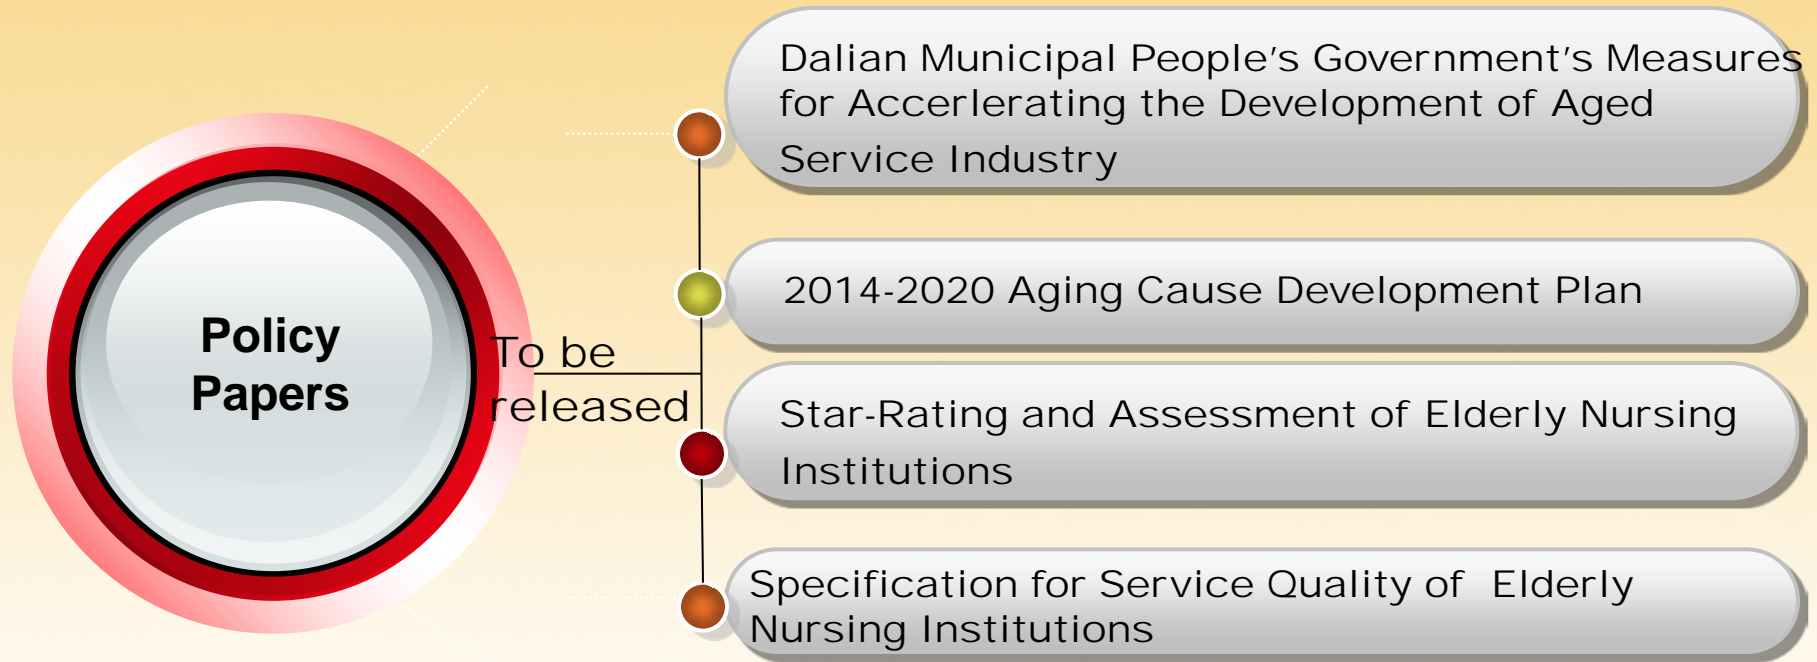 Policy
Papers
To be
released
Dalian Municipal People's Government's Measures
for Accerlerating the Development of Aged
Service Industry
2014-2020 Aging Cause Development Plan
Star-Rating and Assessment of Elderly Nursing
Institutions
Specification for Service Quality of  Elderly
Nursing Institutions